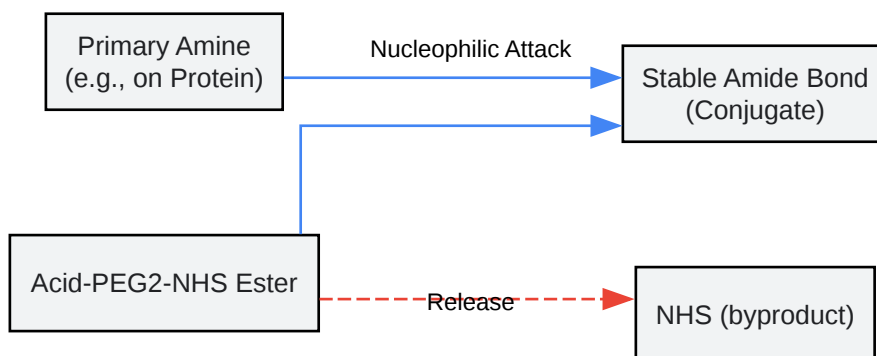 Primary Amine
(e.g., on Protein)
Nucleophilic Attack
Stable Amide Bond
(Conjugate)
Acid-PEG2-NHS Ester
Release
NHS (byproduct)